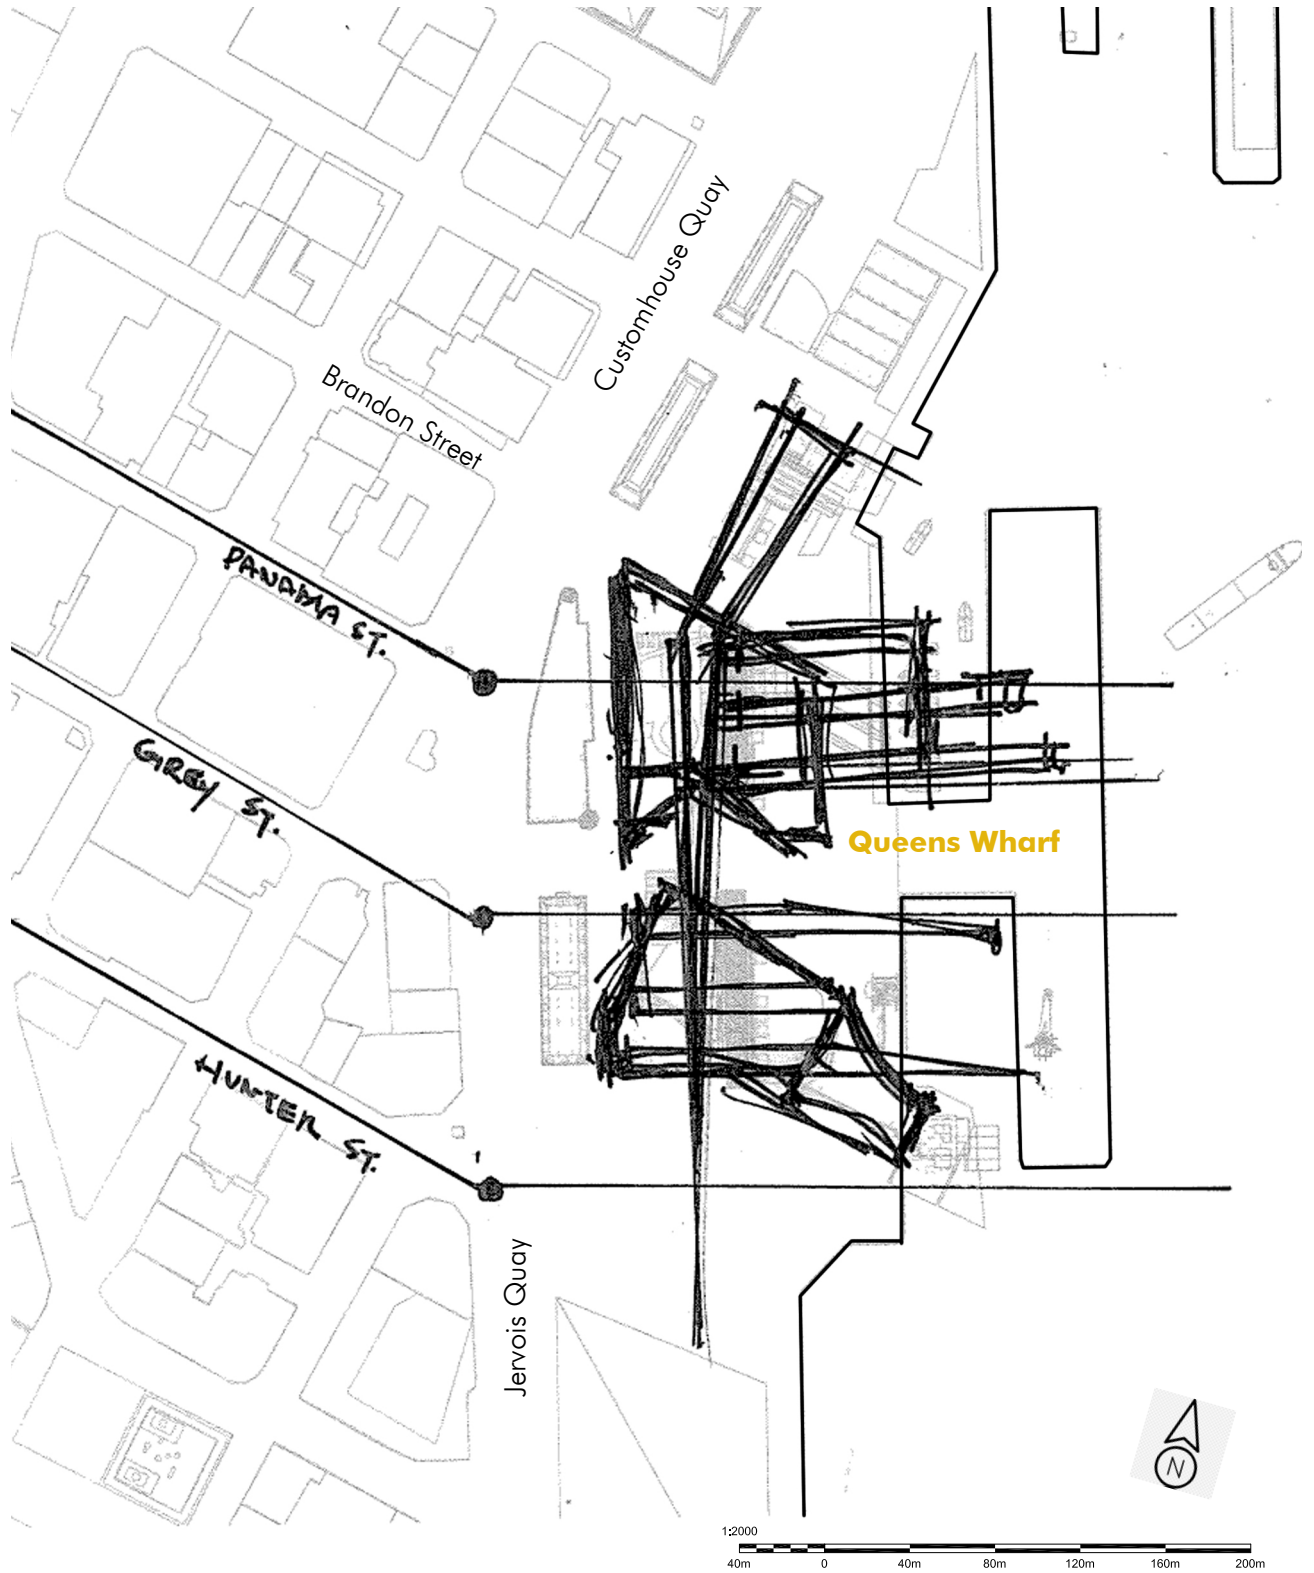 Customhouse Quay
Brandon Street
PANAMA ST.
GREY ST.
Queens Wharf
HUNTER ST.
Jervois Quay
N
1:2000
40m 0 40m 80m 120m 160m 200m